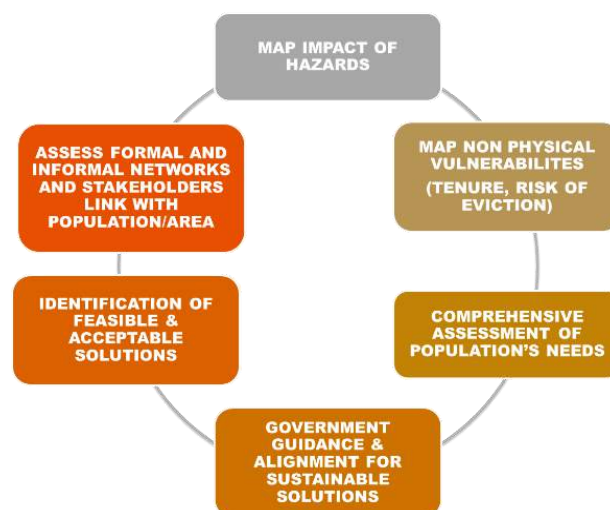 MAP IMPACT OF
HAZARDS
MAP NON PHYSICAL
VULNERABILITES
(TENURE, RISK OF
EVICTION)
COMPREHENSIVE
ASSESSMENT OF
POPULATION'S NEEDS
GOVERNMENT
GUIDANCE &
ALIGNMENT FOR
SUSTAINABLE
SOLUTIONS
IDENTIFICATION OF
FEASIBLE &
ACCEPTABLE
SOLUTIONS
ASSESS FORMAL AND
INFORMAL NETWORKS
AND STAKEHOLDERS
LINK WITH
POPULATION/AREA